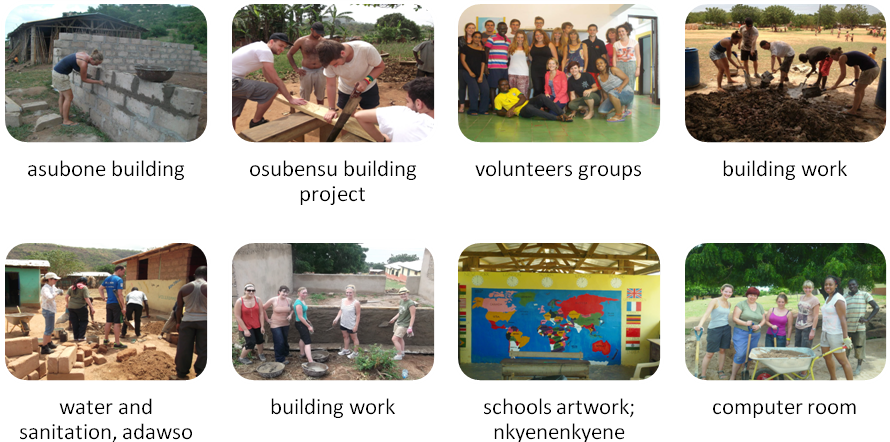 asubone building
osubensu building
project
volunteers groups
building work
water and
sanitation, adawso
building work
schools artwork;
nkyenenkyene
computer room